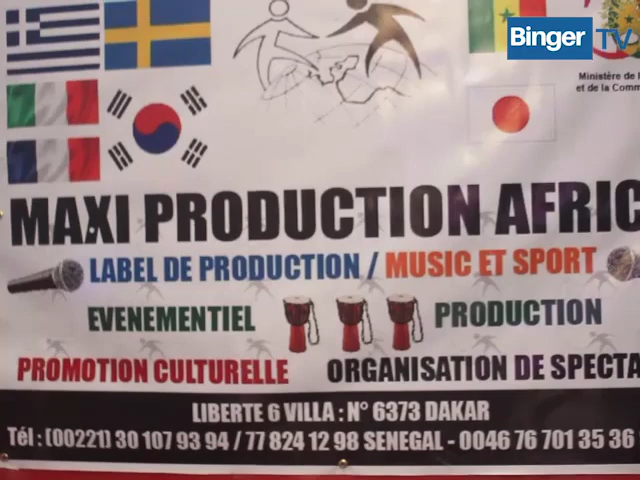 Binger TV
Ministère de l
et de la Comm
MAXI PRODUCTION AFRIC
LABEL DE PRODUCTION / MUSIC ET SPORT
EVENEMENTIEL PRODUCTION
PROMOTION CULTURELLE ORGANISATION DE SPECTA
LIBERTE 6 VILLA : N° 6373 DAKAR
Tél : (00221) 30 107 93 94 / 77 824 12 98 SENEGAL - 0046 76 701 35 36